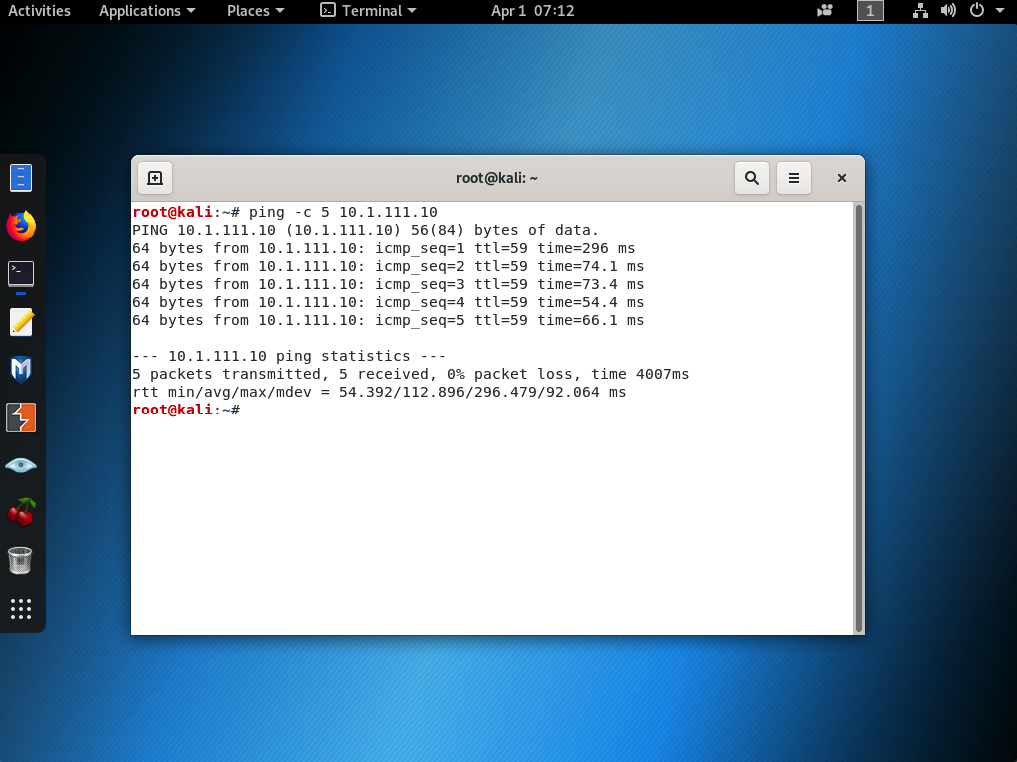 Activities Applications Places Terminal Apr 1 07:12 1
root@kali: ~
root@kali:~# ping -c 5 10.1.111.10
PING 10.1.111.10 (10.1.111.10) 56(84) bytes of data.
64 bytes from 10.1.111.10: icmp_seq=1 ttl=59 time=296 ms
64 bytes from 10.1.111.10: icmp_seq=2 ttl=59 time=74.1 ms
64 bytes from 10.1.111.10: icmp_seq=3 ttl=59 time=73.4 ms
64 bytes from 10.1.111.10: icmp_seq=4 ttl=59 time=54.4 ms
64 bytes from 10.1.111.10: icmp_seq=5 ttl=59 time=66.1 ms
--- 10.1.111.10 ping statistics ---
5 packets transmitted, 5 received, 0% packet loss, time 4007ms
rtt min/avg/max/mdev = 54.392/112.896/296.479/92.064 ms
root@kali:~#